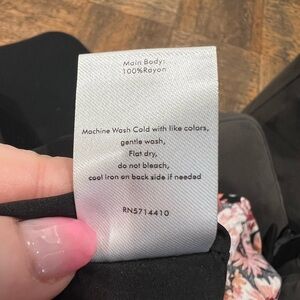 Main Body:
100%Rayon
Machine Wash Cold with like colors,
gentle wash,
Flat dry,
do not bleach,
cool iron on back side if needed
RN5714410